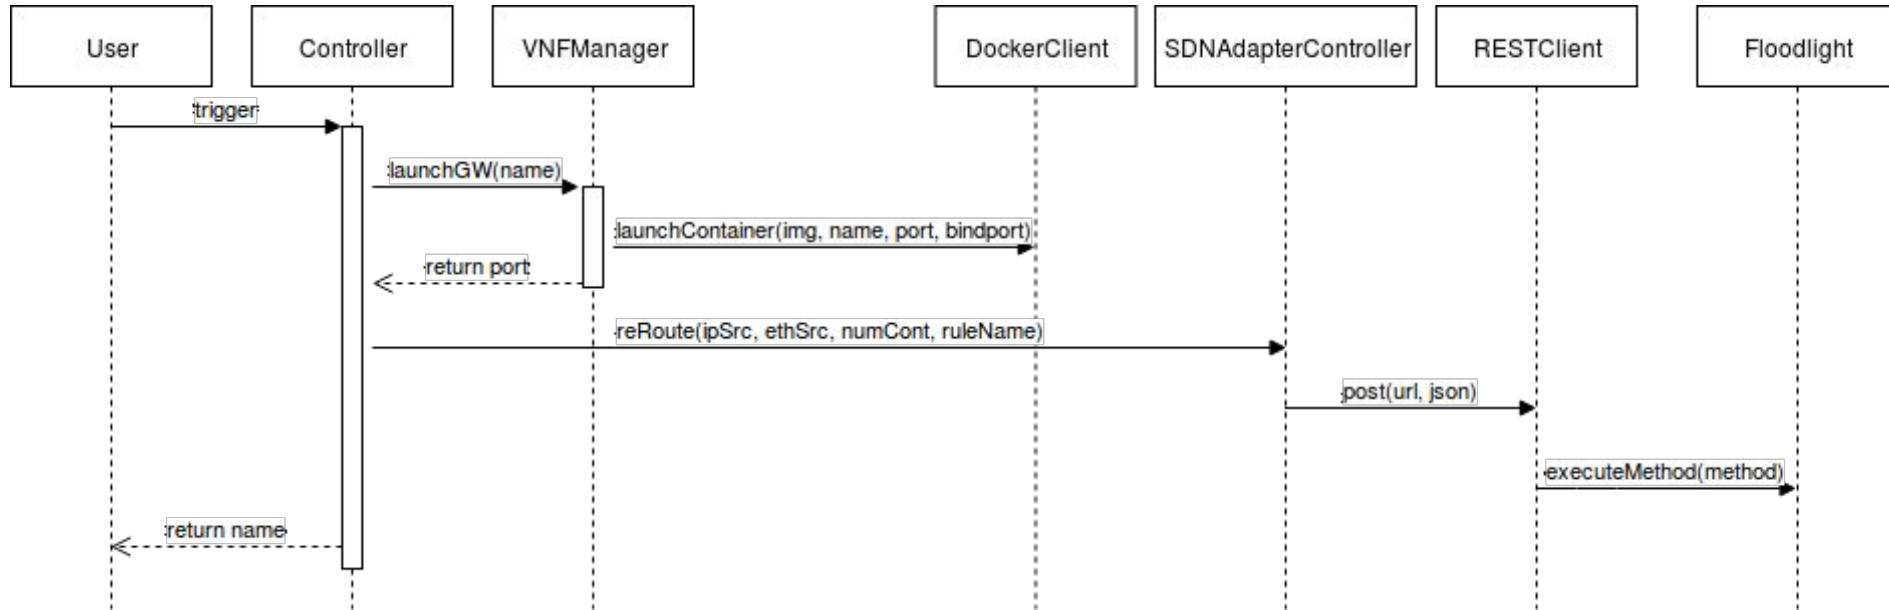 User
Controller
VNFManager
DockerClient
SDNAdapterController
RESTClient
Floodlight
trigger
launchGW(name)
launchContainer(img, name, port, bindport)
return port
reRoute(ipSrc, ethSrc, numCont, ruleName)
post(url, json)
executeMethod(method)
return name